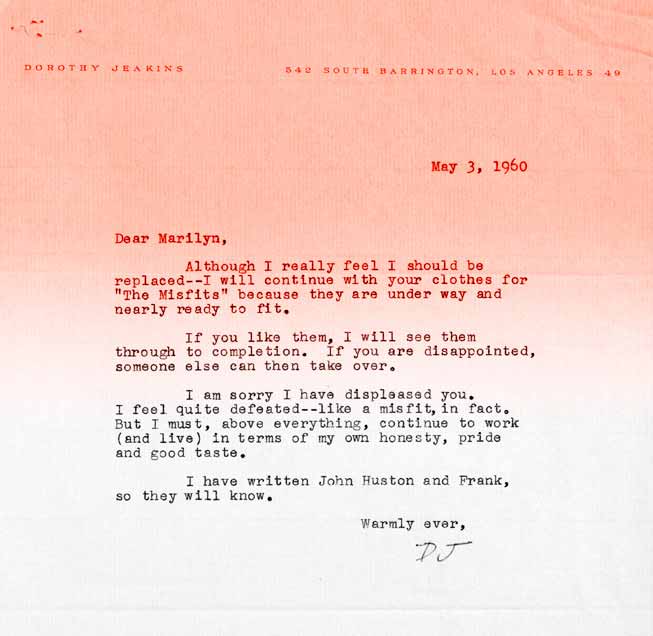 DOROTHY JEAKINS 542 SOUTH BARRINGTON, LOS ANGELES 49
May 3, 1960
Dear Marilyn,
Although I really feel I should be
replaced--I will continue with your clothes for
"The Misfits" because they are under way and
nearly ready to fit.
If you like them, I will see them
through to completion. If you are disappointed,
someone else can then take over.
I am sorry I have displeased you.
I feel quite defeated--like a misfit, in fact.
But I must, above everything, continue to work
(and live) in terms of my own honesty, pride
and good taste.
I have written John Huston and Frank,
so they will know.
Warmly ever,
DJ